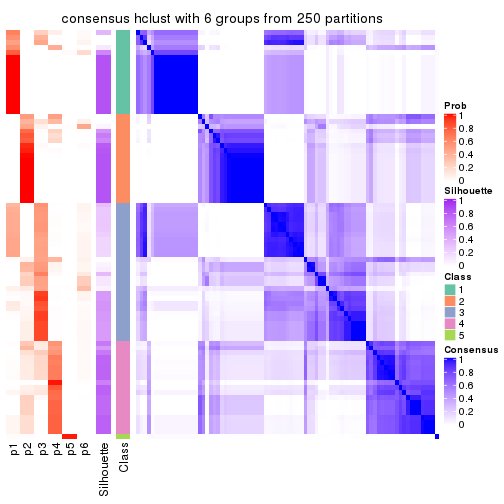 consensus hclust with 6 groups from 250 partitions
Prob
1
0.8
0.6
0.4
0.2
0
Silhouette
1
0.8
0.6
0.4
0.2
0
Class
1
2
3
4
5
Consensus
1
0.8
0.6
0.4
0.2
0
p1
p2
p3
p4
p5
p6
Silhouette
Class